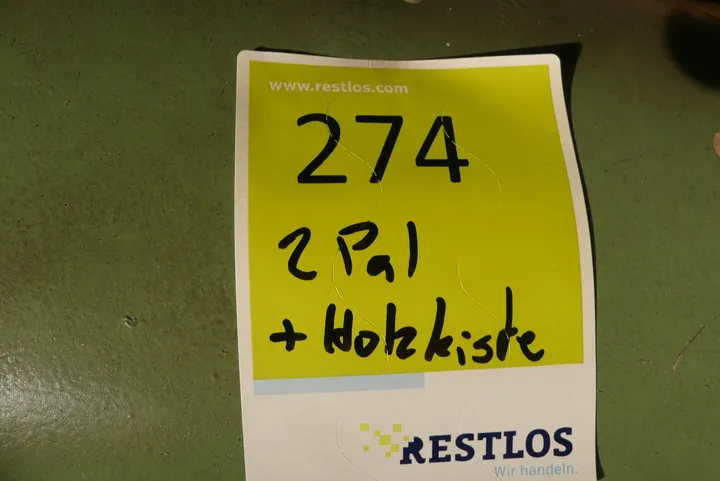 www.restlos.com
274
2 Pal
+ Holzkiste
RESTLOS
Wir handeln.